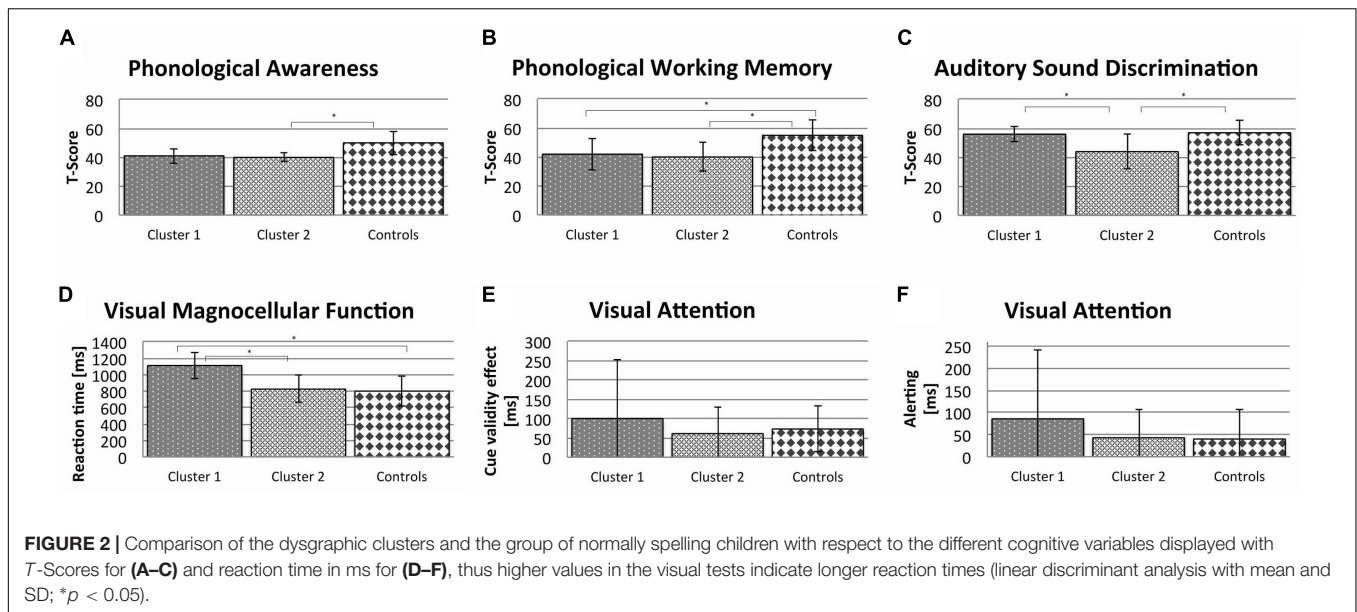 A
Phonological Awareness
T-Score
80
60
40
20
0
*
Cluster 1 Cluster 2 Controls
B
Phonological Working Memory
T-Score
80
60
40
20
0
*
*
Cluster 1 Cluster 2 Controls
C
Auditory Sound Discrimination
T-Score
80
60
40
20
0
* *
Cluster 1 Cluster 2 Controls
D
Visual Magnocellular Function
Reaction time [ms]
1400
1200
1000
800
600
400
200
0
*
*
Cluster 1 Cluster 2 Controls
E
Visual Attention
Cue validity effect
[ms]
300
250
200
150
100
50
0
Cluster 1 Cluster 2 Controls
F
Visual Attention
Alerting
[ms]
250
200
150
100
50
0
Cluster 1 Cluster 2 Controls
FIGURE 2 | Comparison of the dysgraphic clusters and the group of normally spelling children with respect to the different cognitive variables displayed with
T-Scores for (A–C) and reaction time in ms for (D–F), thus higher values in the visual tests indicate longer reaction times (linear discriminant analysis with mean and
SD; *p < 0.05).